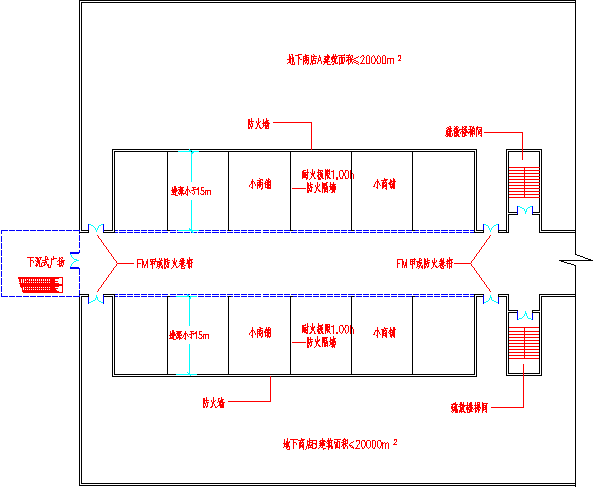 地下商店A建筑面积≤20000m²
防火墙
疏散楼梯间
进深小于15m
小商铺
耐火极限1.00h
防火隔墙
小商铺
下沉式广场
FM甲或防火卷帘
FM甲或防火卷帘
进深小于15m
小商铺
耐火极限1.00h
防火隔墙
小商铺
防火墙
疏散楼梯间
地下商店B建筑面积≤20000m²